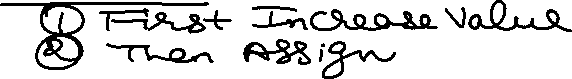 ① First Increase Value
② Then Assign